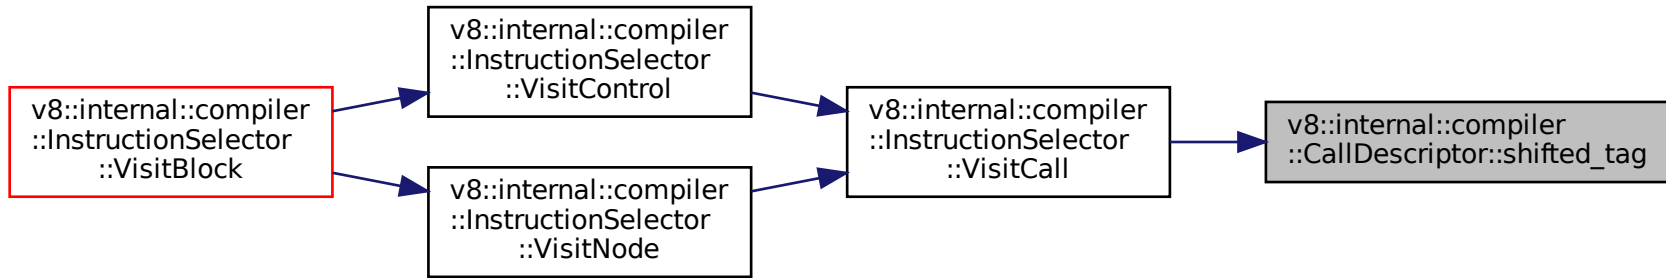 v8::internal::compiler
::InstructionSelector
::VisitBlock
v8::internal::compiler
::InstructionSelector
::VisitControl
v8::internal::compiler
::InstructionSelector
::VisitNode
v8::internal::compiler
::InstructionSelector
::VisitCall
v8::internal::compiler
::CallDescriptor::shifted_tag